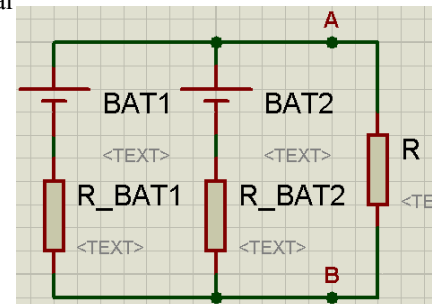 A
BAT1
BAT2
<TEXT>
<TEXT>
R
R_BAT1
R_BAT2
<TEXT>
<TEXT>
B